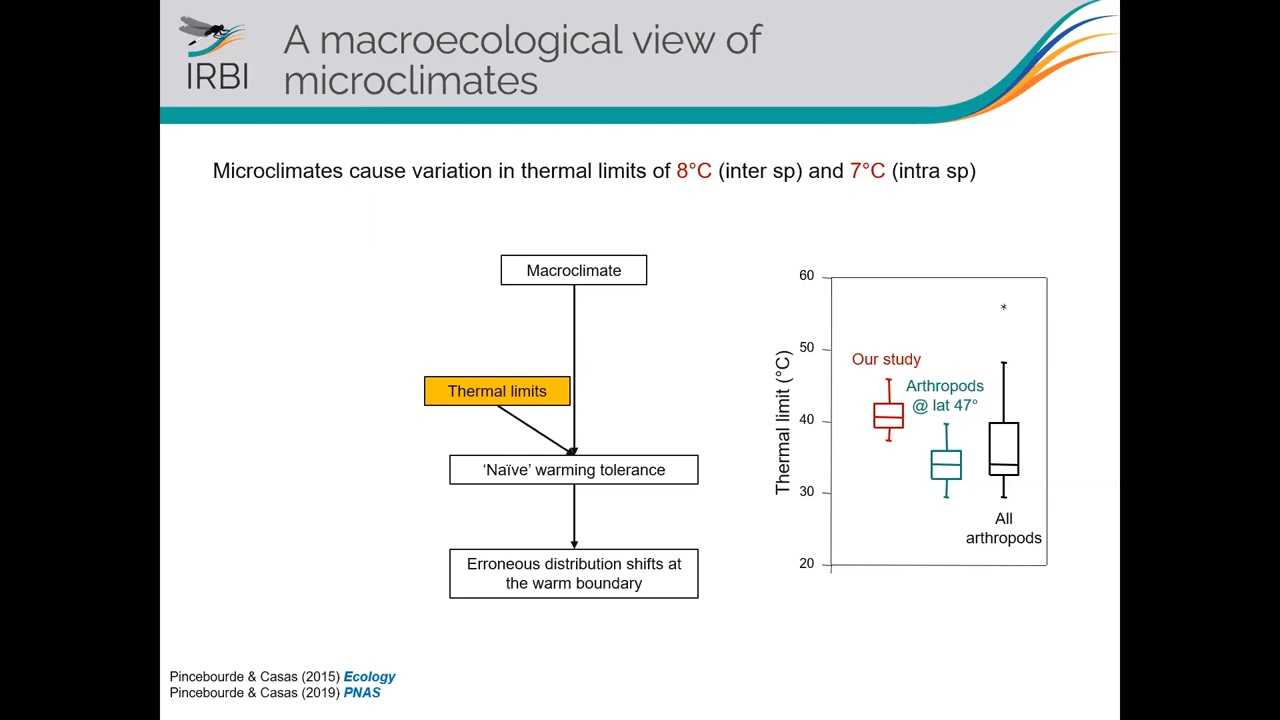 IRBI
A macroecological view of
microclimates
Microclimates cause variation in thermal limits of 8°C (inter sp) and 7°C (intra sp)
Macroclimate
Thermal limits
‘Naïve’ warming tolerance
Erroneous distribution shifts at
the warm boundary
Thermal limit (°C)
60
50
40
30
20
*
Our study
Arthropods
@ lat 47°
All
arthropods
Pincebourde & Casas (2015) Ecology
Pincebourde & Casas (2019) PNAS